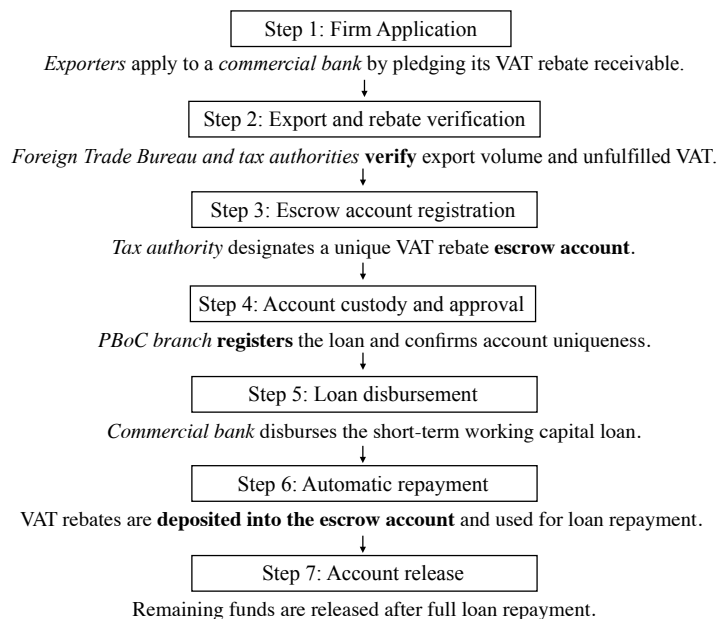 Step 1: Firm Application
Exporters apply to a commercial bank by pledging its VAT rebate receivable.
Step 2: Export and rebate verification
Foreign Trade Bureau and tax authorities verify export volume and unfulfilled VAT.
Step 3: Escrow account registration
Tax authority designates a unique VAT rebate escrow account.
Step 4: Account custody and approval
PBoC branch registers the loan and confirms account uniqueness.
Step 5: Loan disbursement
Commercial bank disburses the short-term working capital loan.
Step 6: Automatic repayment
VAT rebates are deposited into the escrow account and used for loan repayment.
Step 7: Account release
Remaining funds are released after full loan repayment.